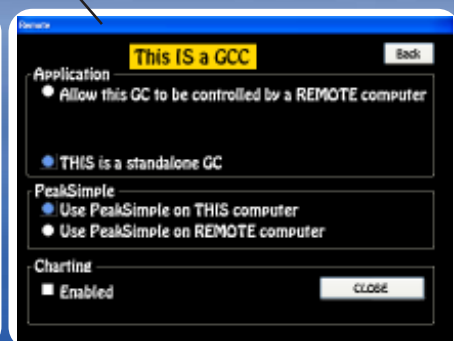 Remote
This IS a GCC
Back
Application
Allow this GC to be controlled by a REMOTE computer
THIS is a standalone GC
PeakSimple
Use PeakSimple on THIS computer
Use PeakSimple on REMOTE computer
Charting
Enabled
CLOSE